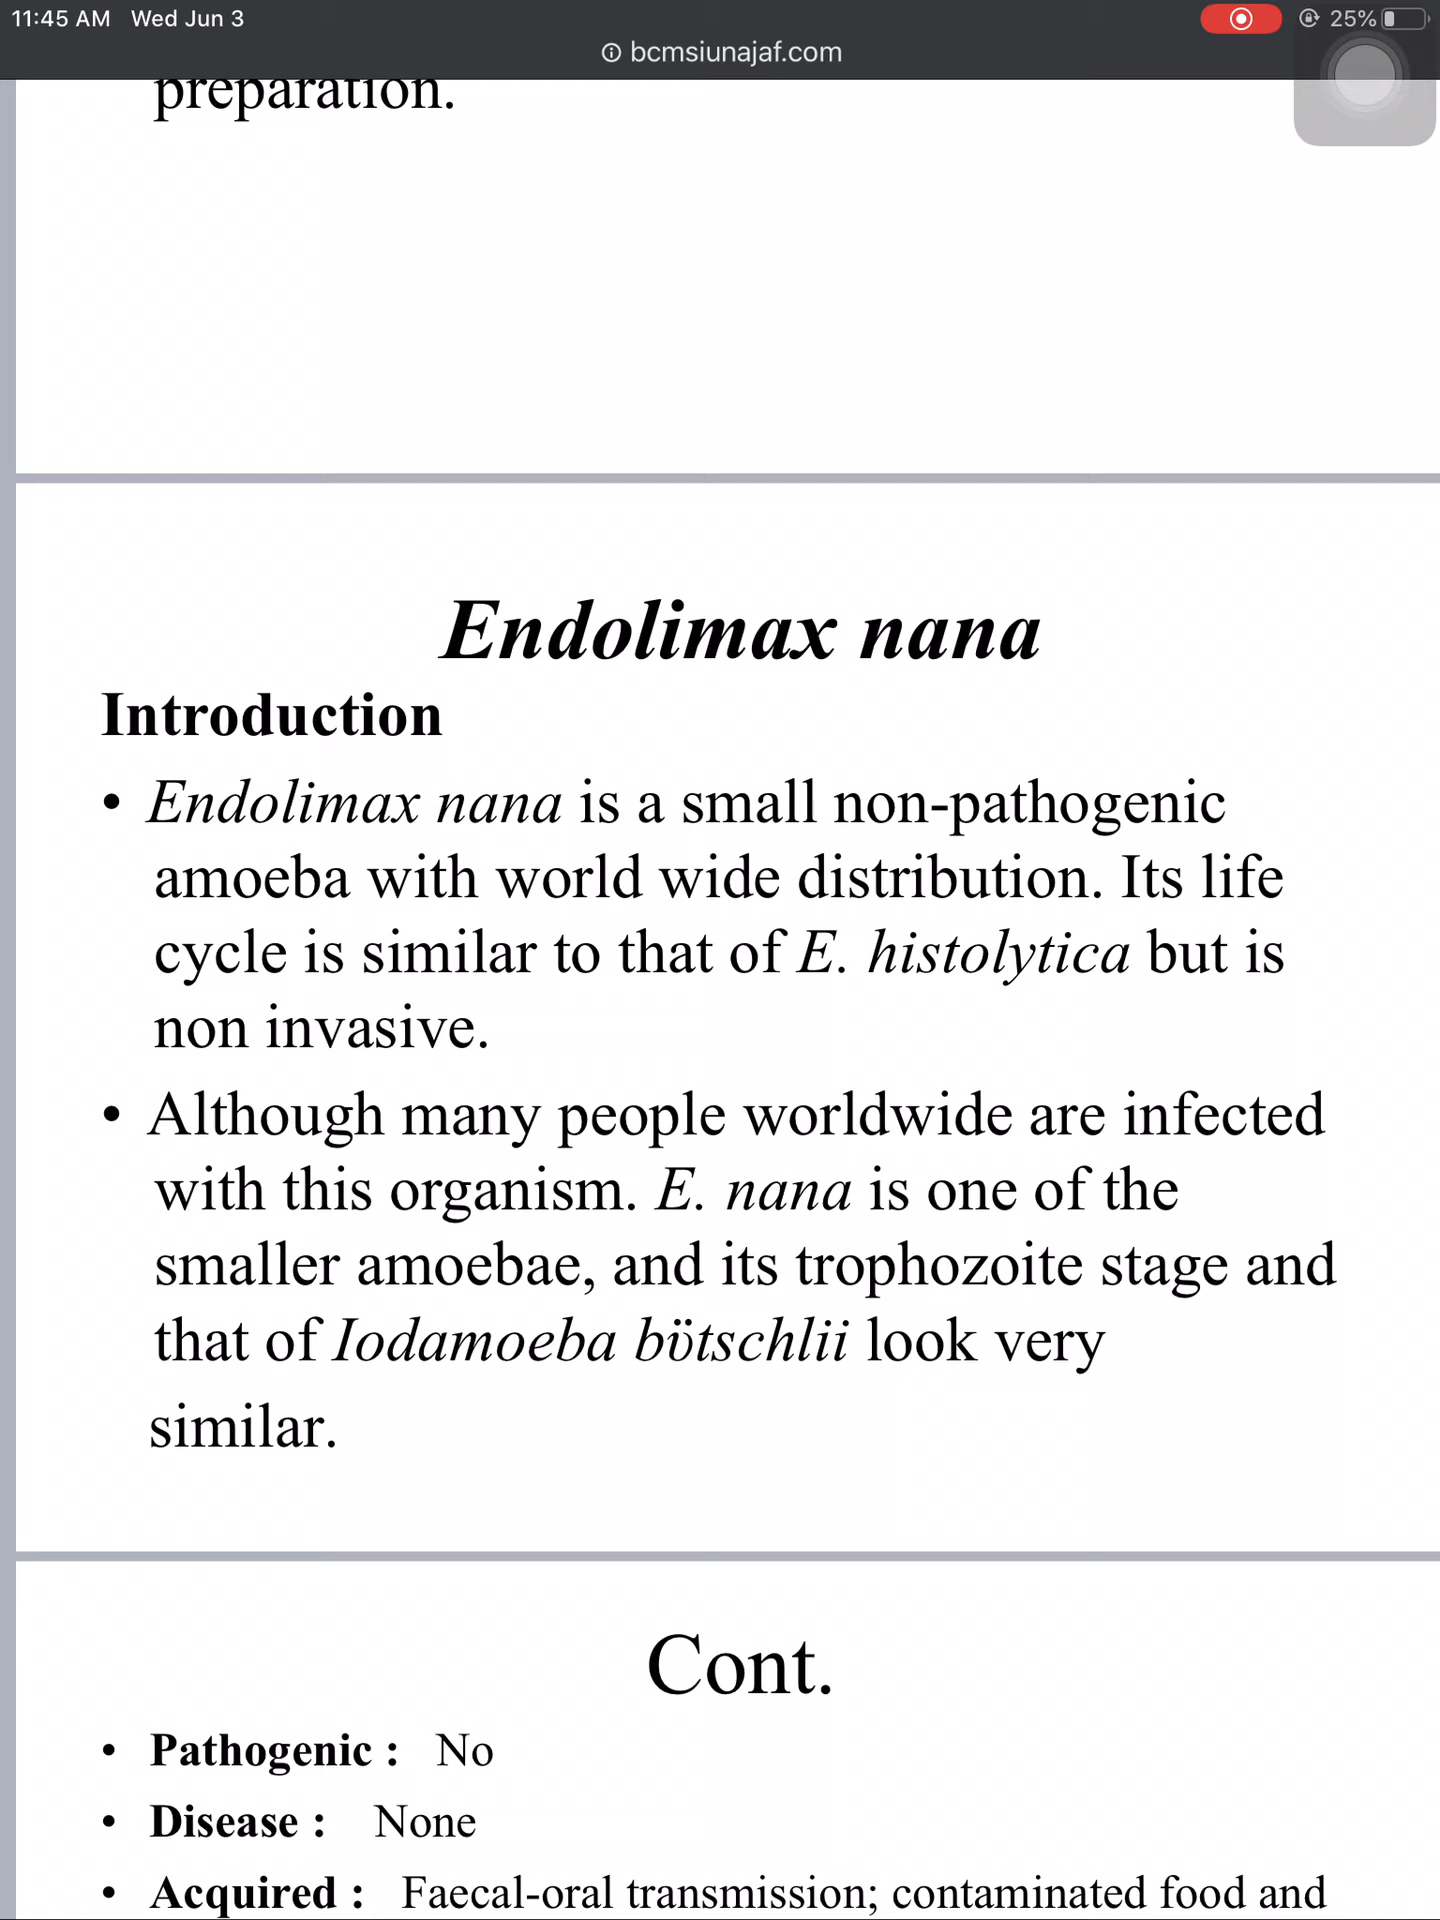 11:45 AM Wed Jun 3
25%
bcmsiunajaf.com
preparation.
Endolimax nana
Introduction
• Endolimax nana is a small non-pathogenic
amoeba with world wide distribution. Its life
cycle is similar to that of E. histolytica but is
non invasive.
• Although many people worldwide are infected
with this organism. E. nana is one of the
smaller amoebae, and its trophozoite stage and
that of Iodamoeba bϋtschlii look very
similar.
Cont.
• Pathogenic : No
• Disease : None
• Acquired : Faecal-oral transmission; contaminated food and